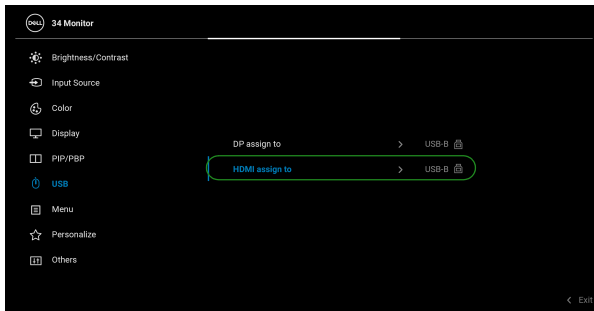 DELL 34 Monitor
Brightness/Contrast
Input Source
Color
Display
DP assign to USB-B
PIP/PBP
HDMI assign to USB-B
USB
Menu
Personalize
Others
Exit